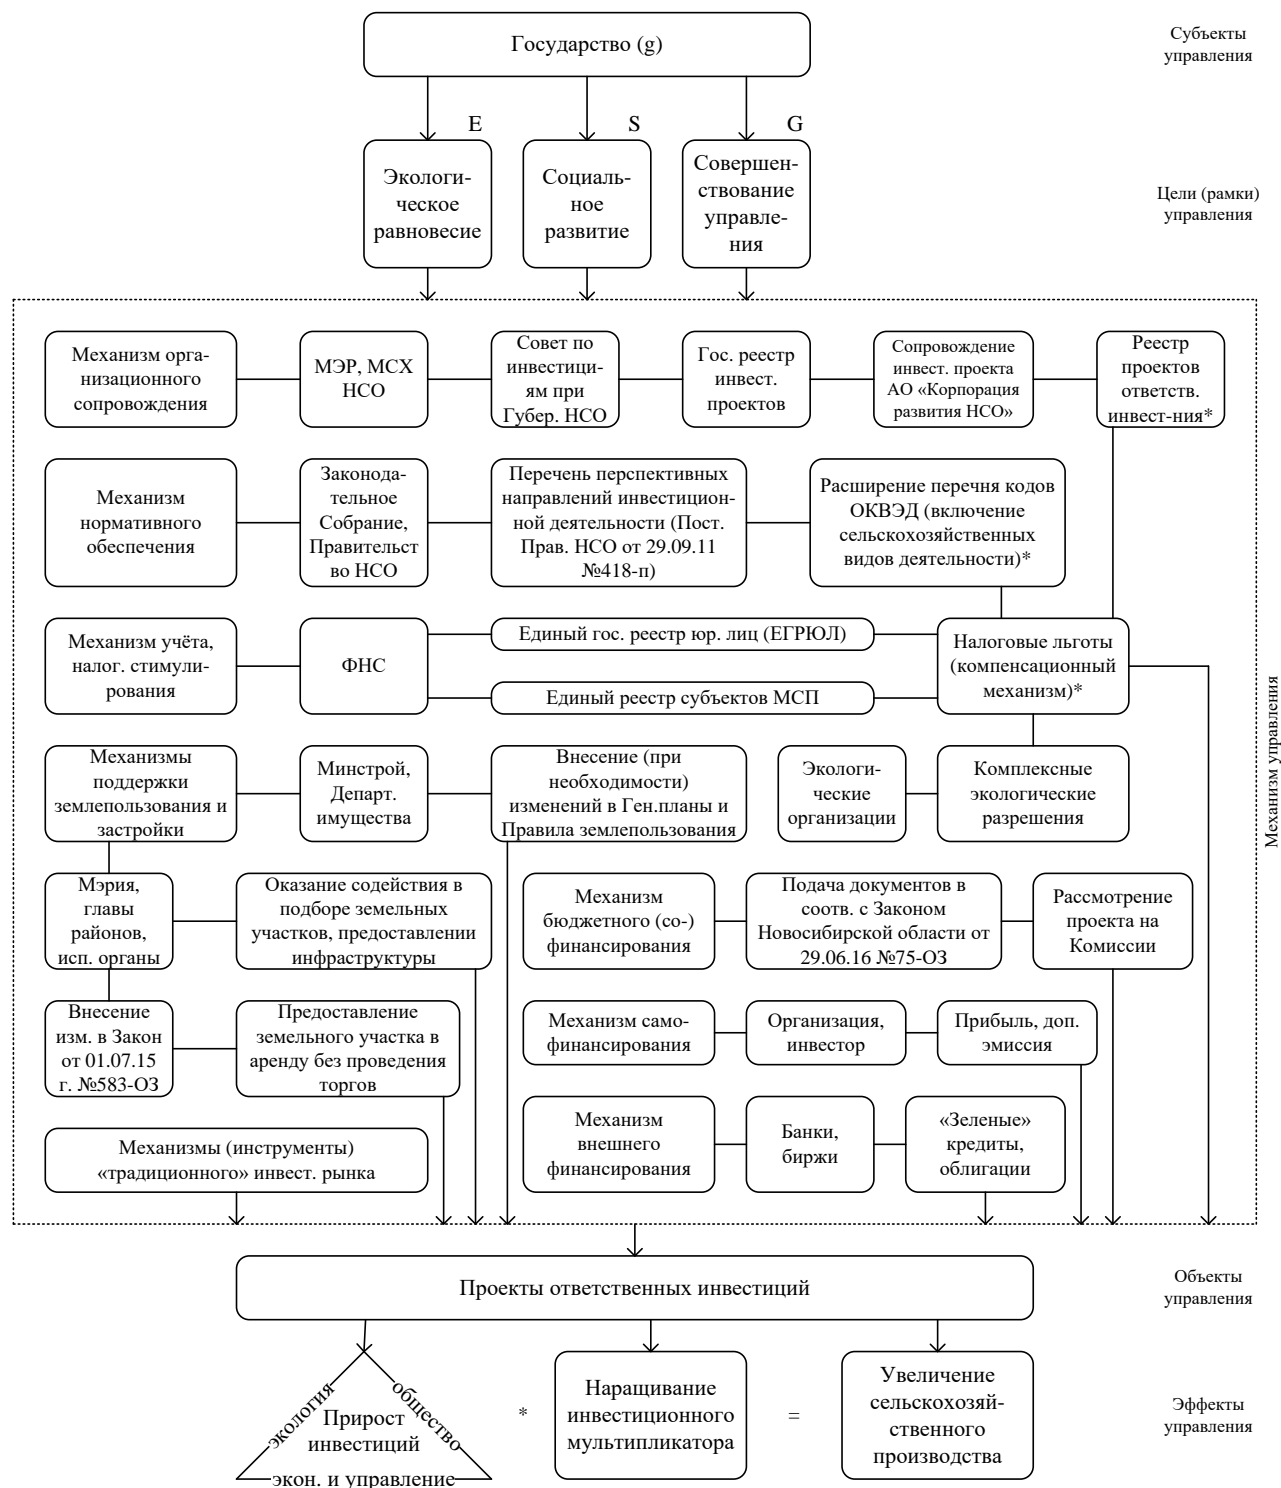 Государство (g)
Субъекты
управления
E
S
G
Экологи-
ческое
равновесие
Социаль-
ное
развитие
Совершен-
ствование
управле-
ния
Цели (рамки)
управления
Механизм орга-
низационного
сопровождения
МЭР, МСХ
НСО
Совет по
инвестици-
ям при
Губер. НСО
Гос. реестр
инвест.
проектов
Сопровождение
инвест. проекта
АО «Корпорация
развития НСО»
Реестр
проектов
ответств.
инвест-ния*
Механизм
нормативного
обеспечения
Законода-
тельное
Собрание,
Правительст
во НСО
Перечень перспективных
направлений инвестицион-
ной деятельности (Пост.
Прав. НСО от 29.09.11
№418-п)
Расширение перечня кодов
ОКВЭД (включение
сельскохозяйственных
видов деятельности)*
Механизм учёта,
налог. стимули-
рования
ФНС
Единый гос. реестр юр. лиц (ЕГРЮЛ)
Единый реестр субъектов МСП
Налоговые льготы
(компенсационный
механизм)*
Механизм управления
Механизмы
поддержки
землепользования и
застройки
Минстрой,
Департ.
имущества
Внесение (при
необходимости)
изменений в Ген.планы и
Правила землепользования
Экологи-
ческие
организации
Комплексные
экологические
разрешения
Мэрия,
главы
районов,
исп. органы
Оказание содействия в
подборе земельных
участков, предоставлении
инфраструктуры
Механизм
бюджетного (со-)
финансирования
Подача документов в
соотв. с Законом
Новосибирской области от
29.06.16 №75-ОЗ
Рассмотрение
проекта на
Комиссии
Внесение
изм. в Закон
от 01.07.15
г. №583-ОЗ
Предоставление
земельного участка в
аренду без проведения
торгов
Механизм само-
финансирования
Организация,
инвестор
Прибыль, доп.
эмиссия
Механизмы (инструменты)
«традиционного» инвест. рынка
Механизм
внешнего
финансирования
Банки,
биржи
«Зеленые»
кредиты,
облигации
Проекты ответственных инвестиций
Объекты
управления
экология
общество
Прирост
инвестиций
экон. и управление
*
Наращивание
инвестиционного
мультипликатора
=
Увеличение
сельскохозяй-
ственного
производства
Эффекты
управления